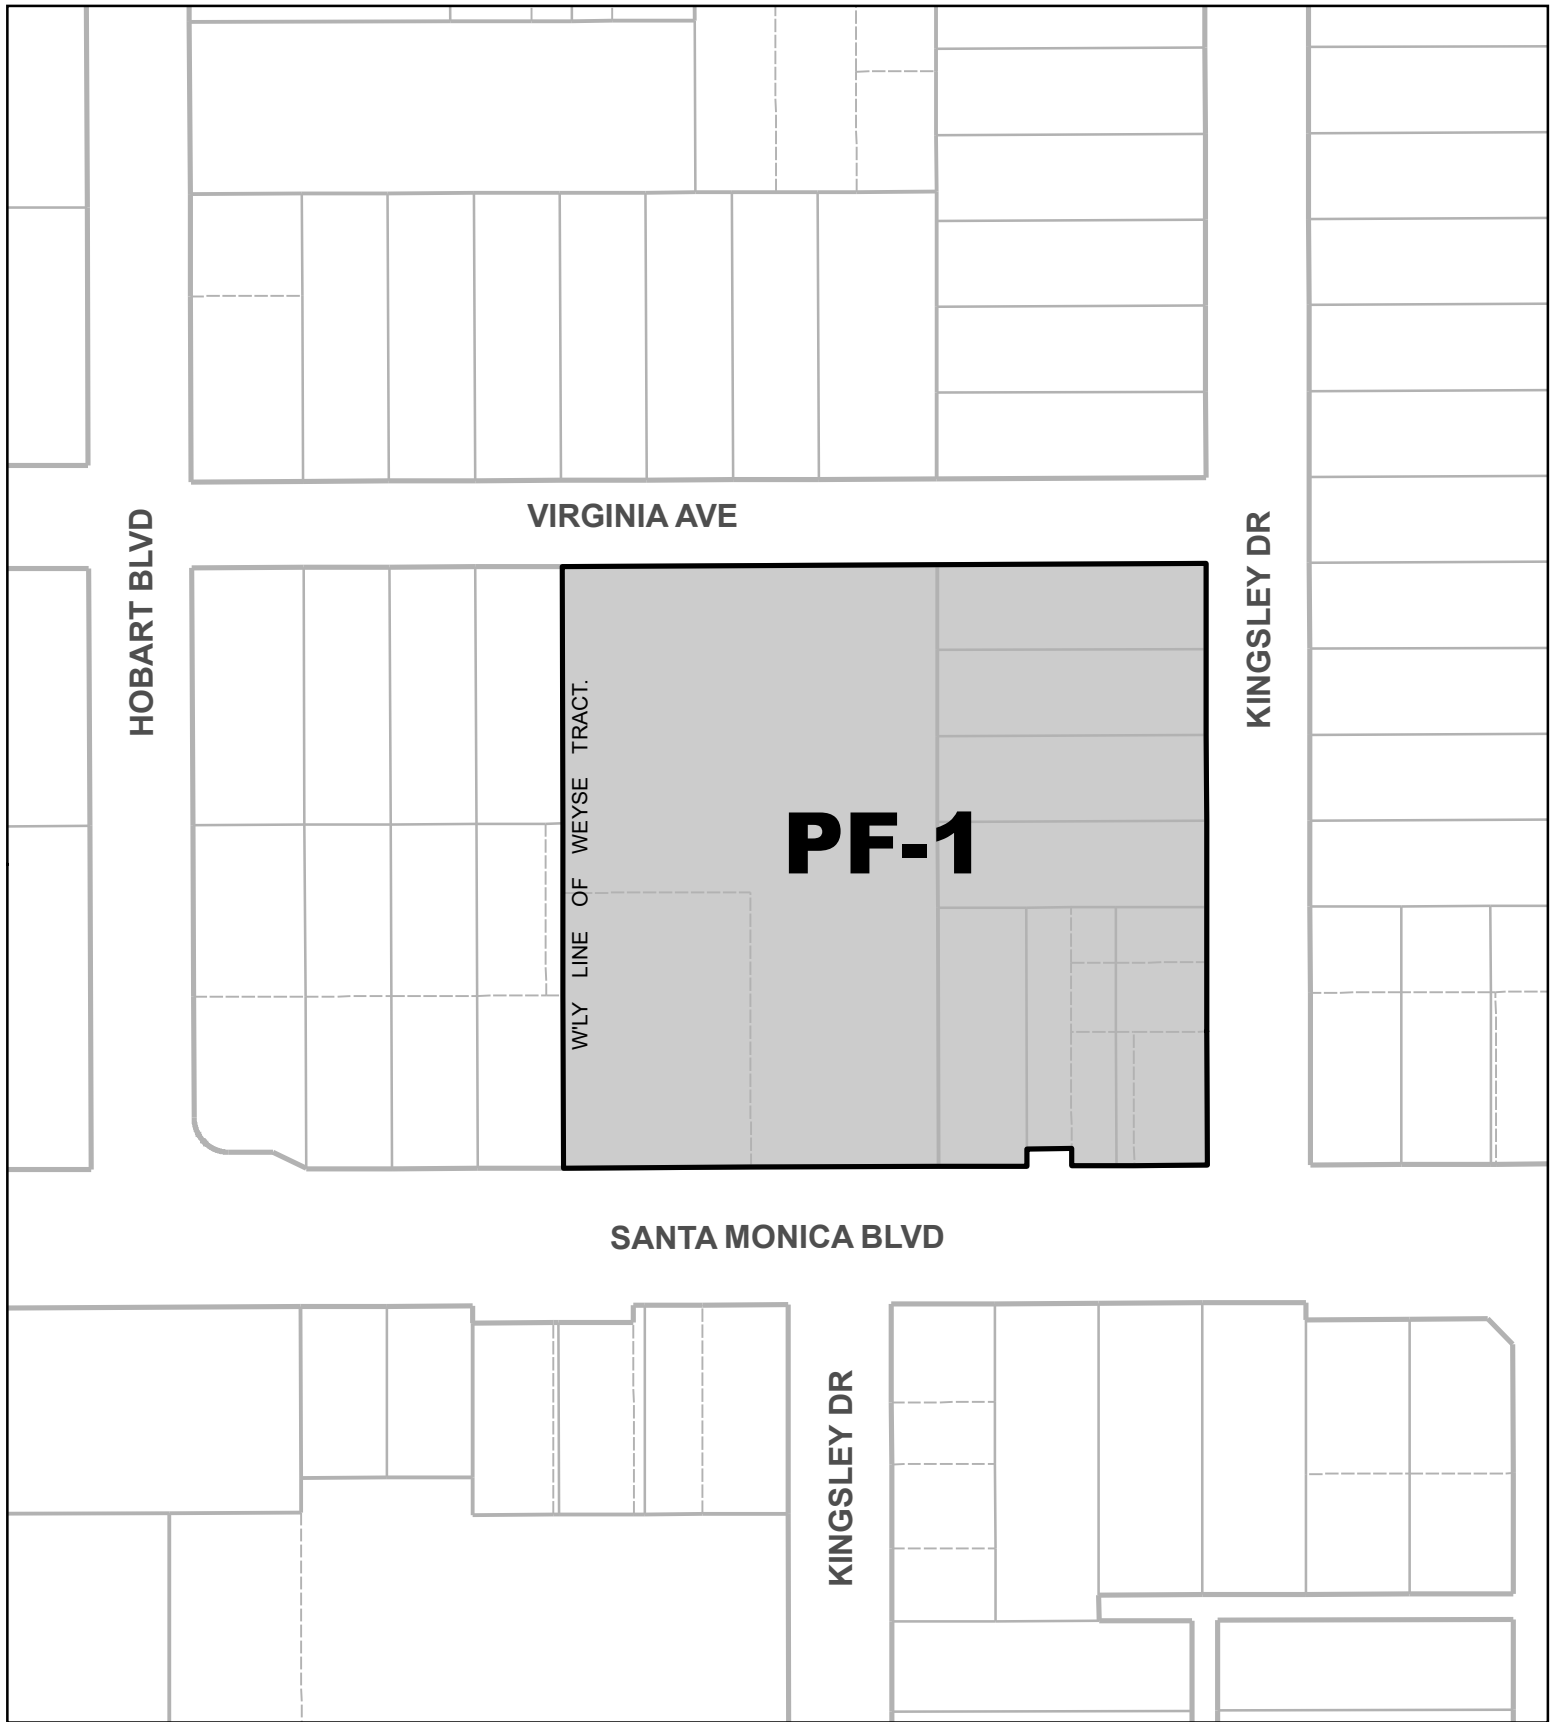 VIRGINIA AVE
HOBART BLVD
KINGSLEY DR
W'LY LINE OF WEYSE TRACT.
PF-1
SANTA MONICA BLVD
KINGSLEY DR